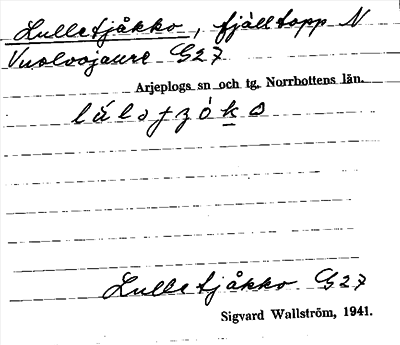 Lulletjåkko, fjälltopp N
Vuolvojaure G27
Arjeplogs sn och tg. Norrbottens län.
Lulletjåkko G27
Sigvard Wallström, 1941.